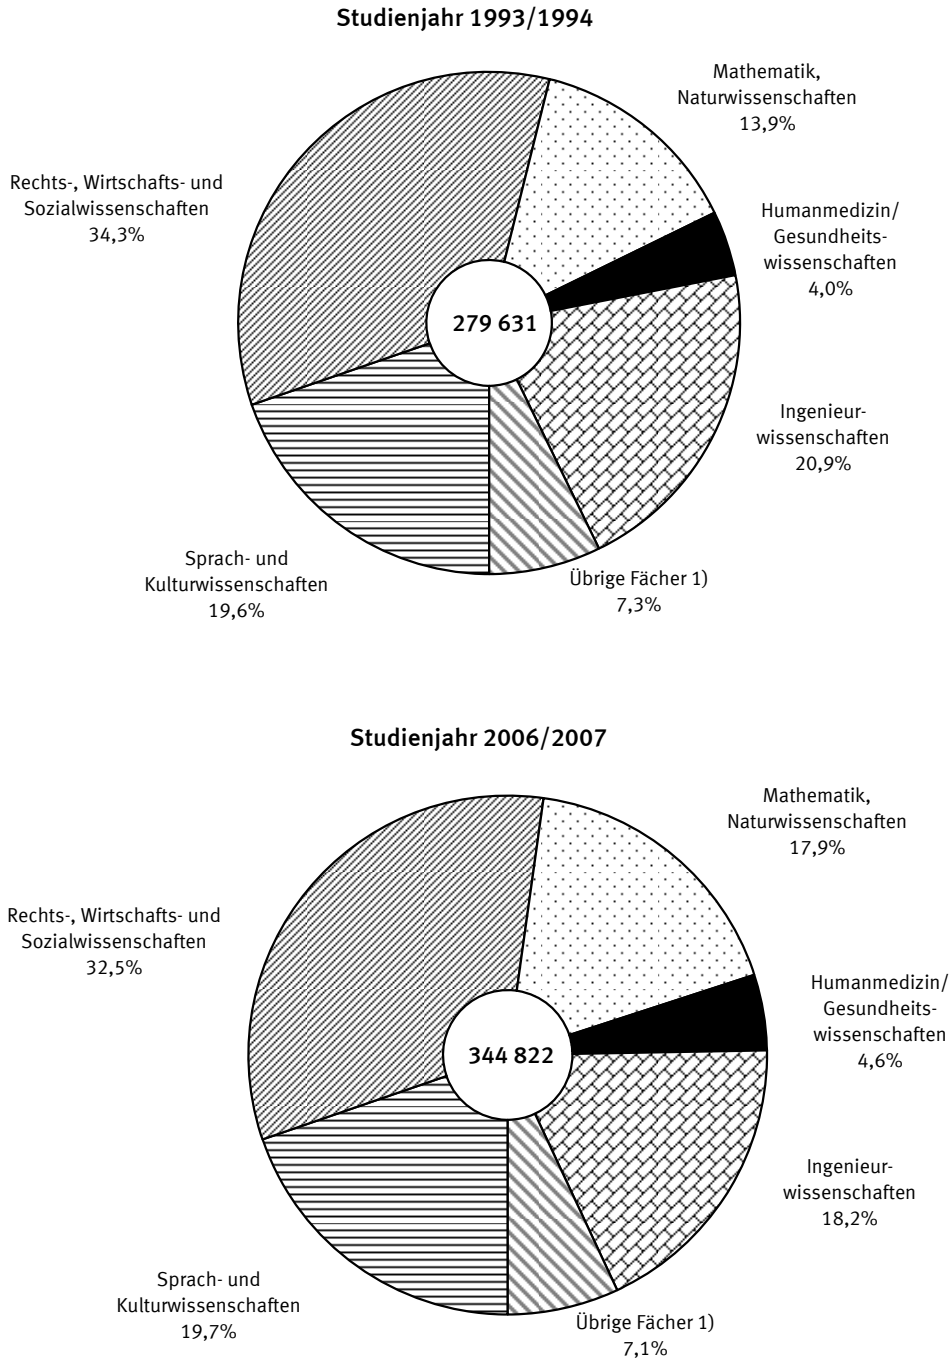 Studienjahr 1993/1994
Mathematik,
Naturwissenschaften
13,9%
Rechts-, Wirtschafts- und
Sozialwissenschaften
34,3%
Humanmedizin/
Gesundheits-
wissenschaften
4,0%
279 631
Ingenieur-
wissenschaften
20,9%
Sprach- und
Kulturwissenschaften
19,6%
Übrige Fächer 1)
7,3%
Studienjahr 2006/2007
Mathematik,
Naturwissenschaften
17,9%
Rechts-, Wirtschafts- und
Sozialwissenschaften
32,5%
Humanmedizin/
Gesundheits-
wissenschaften
4,6%
344 822
Ingenieur-
wissenschaften
18,2%
Sprach- und
Kulturwissenschaften
19,7%
Übrige Fächer 1)
7,1%